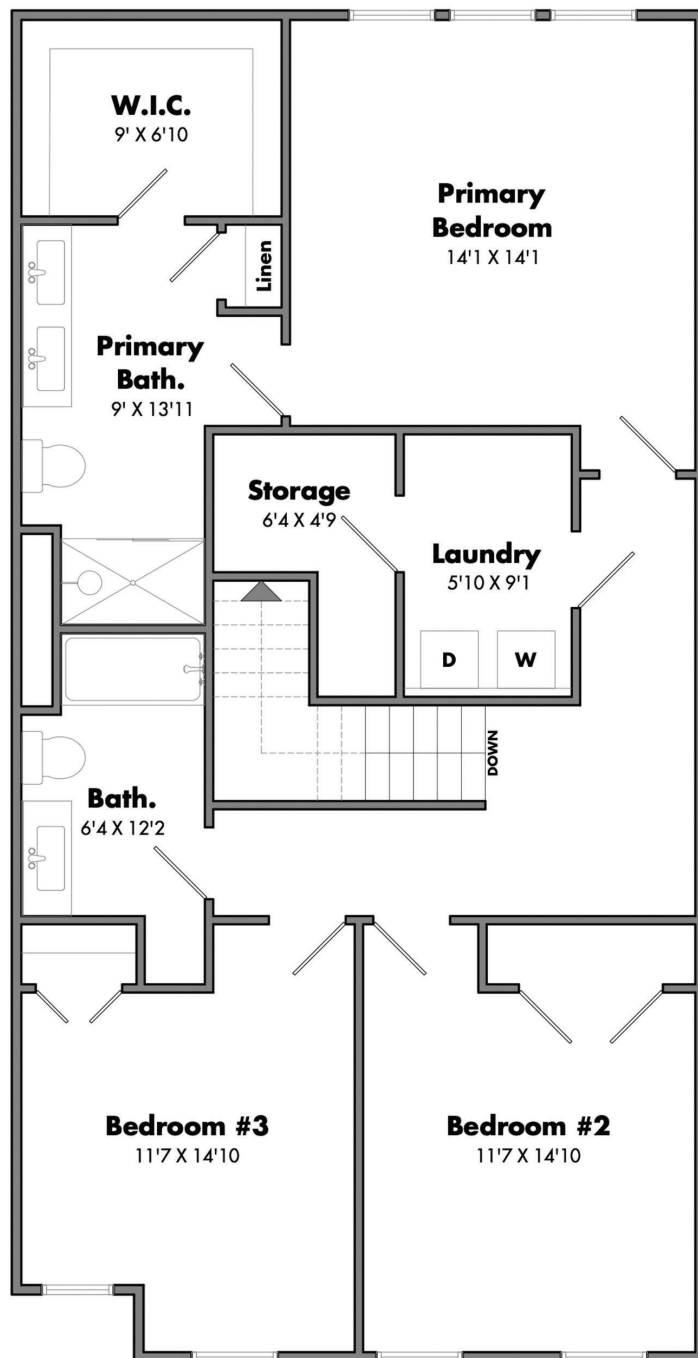 W.I.C.
9' X 6'10
Primary
Bedroom
14'1 X 14'1
Linen
Primary
Bath.
9' X 13'11
Storage
6'4 X 4'9
Laundry
5'10 X 9'1
D
W
DOWN
Bath.
6'4 X 12'2
Bedroom #3
11'7 X 14'10
Bedroom #2
11'7 X 14'10